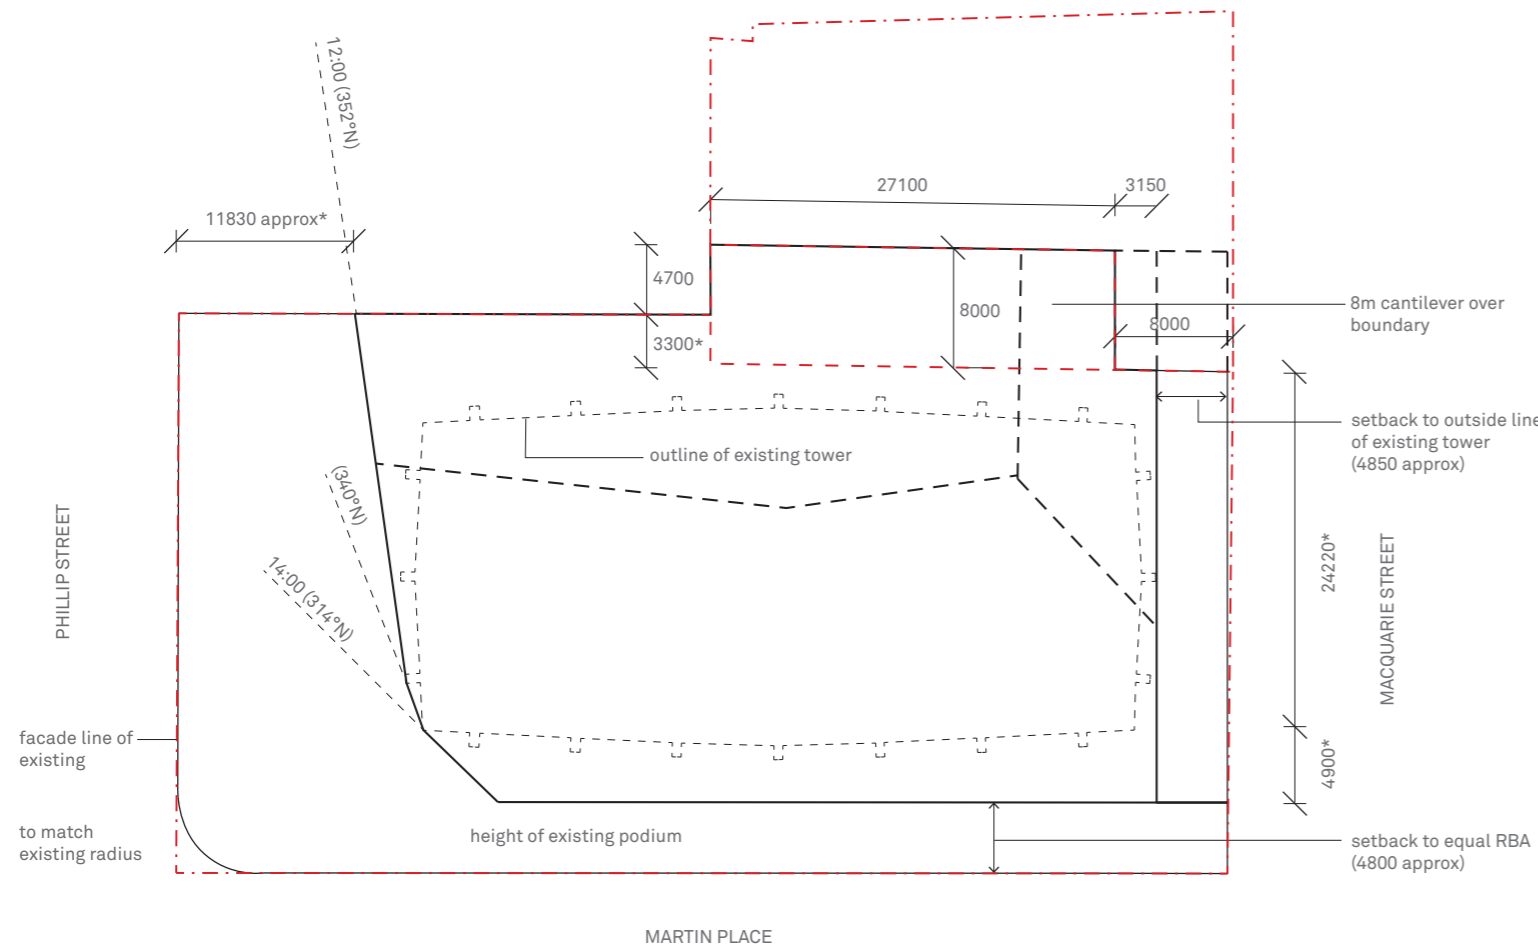 12:00 (352°N)
27100
3150
11830 approx*
4700
8000
8m cantilever over
boundary
8000
3300*
setback to outside line
of existing tower
(4850 approx)
outline of existing tower
(340°N)
14:00 (314°N)
PHILLIP STREET
24220*
MACQUARIE STREET
facade line of
existing
4900*
to match
existing radius
height of existing podium
setback to equal RBA
(4800 approx)
MARTIN PLACE